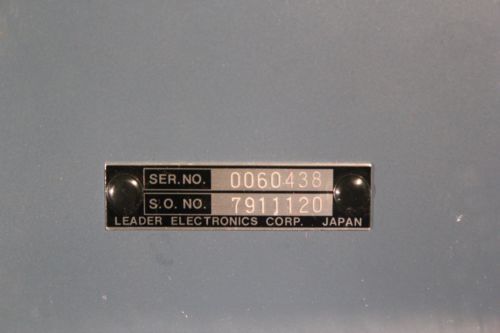 SER.NO. 0060438
S.O. NO. 7911120
LEADER ELECTRONICS CORP. JAPAN